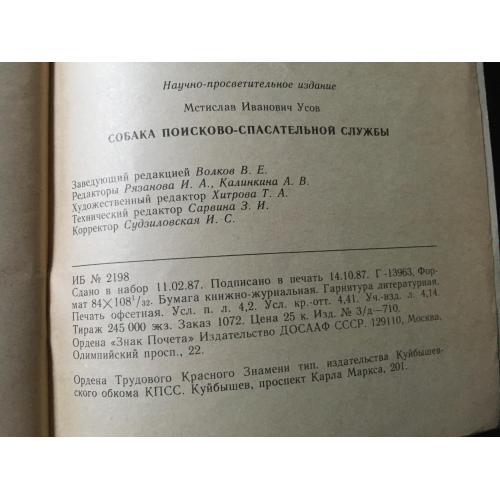 Научно-просветительное издание
Мстислав Иванович Усов
СОБАКА ПОИСКОВО-СПАСАТЕЛЬНОЙ СЛУЖБЫ
Заведующий редакцией Волков В. Е.
Редакторы Рязанова И. А., Калинкина А. В.
Художественный редактор Хитрова Т. А.
Технический редактор Сарвина З. И.
Корректор Судзиловская И. С.
ИБ № 2198
Сдано в набор 11.02.87. Подписано в печать 14.10.87. Г-13963, Фор-
мат 84×108¹/₃₂. Бумага книжно-журнальная. Гарнитура литературная.
Печать офсетная. Усл. п. л. 4,2. Усл. кр.-отт. 4,41. Уч.-изд. л. 4,14.
Тираж 245 000 экз. Заказ 1072. Цена 25 к. Изд. № 3/д—710.
Ордена «Знак Почета» Издательство ДОСААФ СССР. 129110, Москва,
Олимпийский просп., 22.
Ордена Трудового Красного Знамени тип. издательства Куйбышев-
ского обкома КПСС. Куйбышев, проспект Карла Маркса, 201.